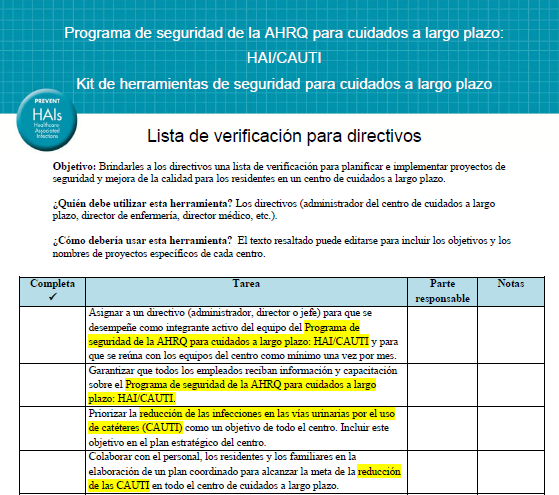 Programa de seguridad de la AHRQ para cuidados a largo plazo:
HAI/CAUTI
Kit de herramientas de seguridad para cuidados a largo plazo
PREVENT
HAIs
Healthcare
Associated
Infections
Lista de verificación para directivos
Objetivo: Brindarles a los directivos una lista de verificación para planificar e implementar proyectos de
seguridad y mejora de la calidad para los residentes en un centro de cuidados a largo plazo.
¿Quién debe utilizar esta herramienta? Los directivos (administrador del centro de cuidados a largo
plazo, director de enfermería, director médico, etc.).
¿Cómo debería usar esta herramienta? El texto resaltado puede editarse para incluir los objetivos y los
nombres de proyectos específicos de cada centro.
Completa
✓
Tarea
Parte
responsable
Notas
Asignar a un directivo (administrador, director o jefe) para que se
desempeñe como integrante activo del equipo del Programa de
seguridad de la AHRQ para cuidados a largo plazo: HAI/CAUTI y para
que se reúna con los equipos del centro como mínimo una vez por mes.
Garantizar que todos los empleados reciban información y capacitación
sobre el Programa de seguridad de la AHRQ para cuidados a largo
plazo: HAI/CAUTI.
Priorizar la reducción de las infecciones en las vías urinarias por el uso
de catéteres (CAUTI) como un objetivo de todo el centro. Incluir este
objetivo en el plan estratégico del centro.
Colaborar con el personal, los residentes y los familiares en la
elaboración de un plan coordinado para alcanzar la meta de la reducción
de las CAUTI en todo el centro de cuidados a largo plazo.